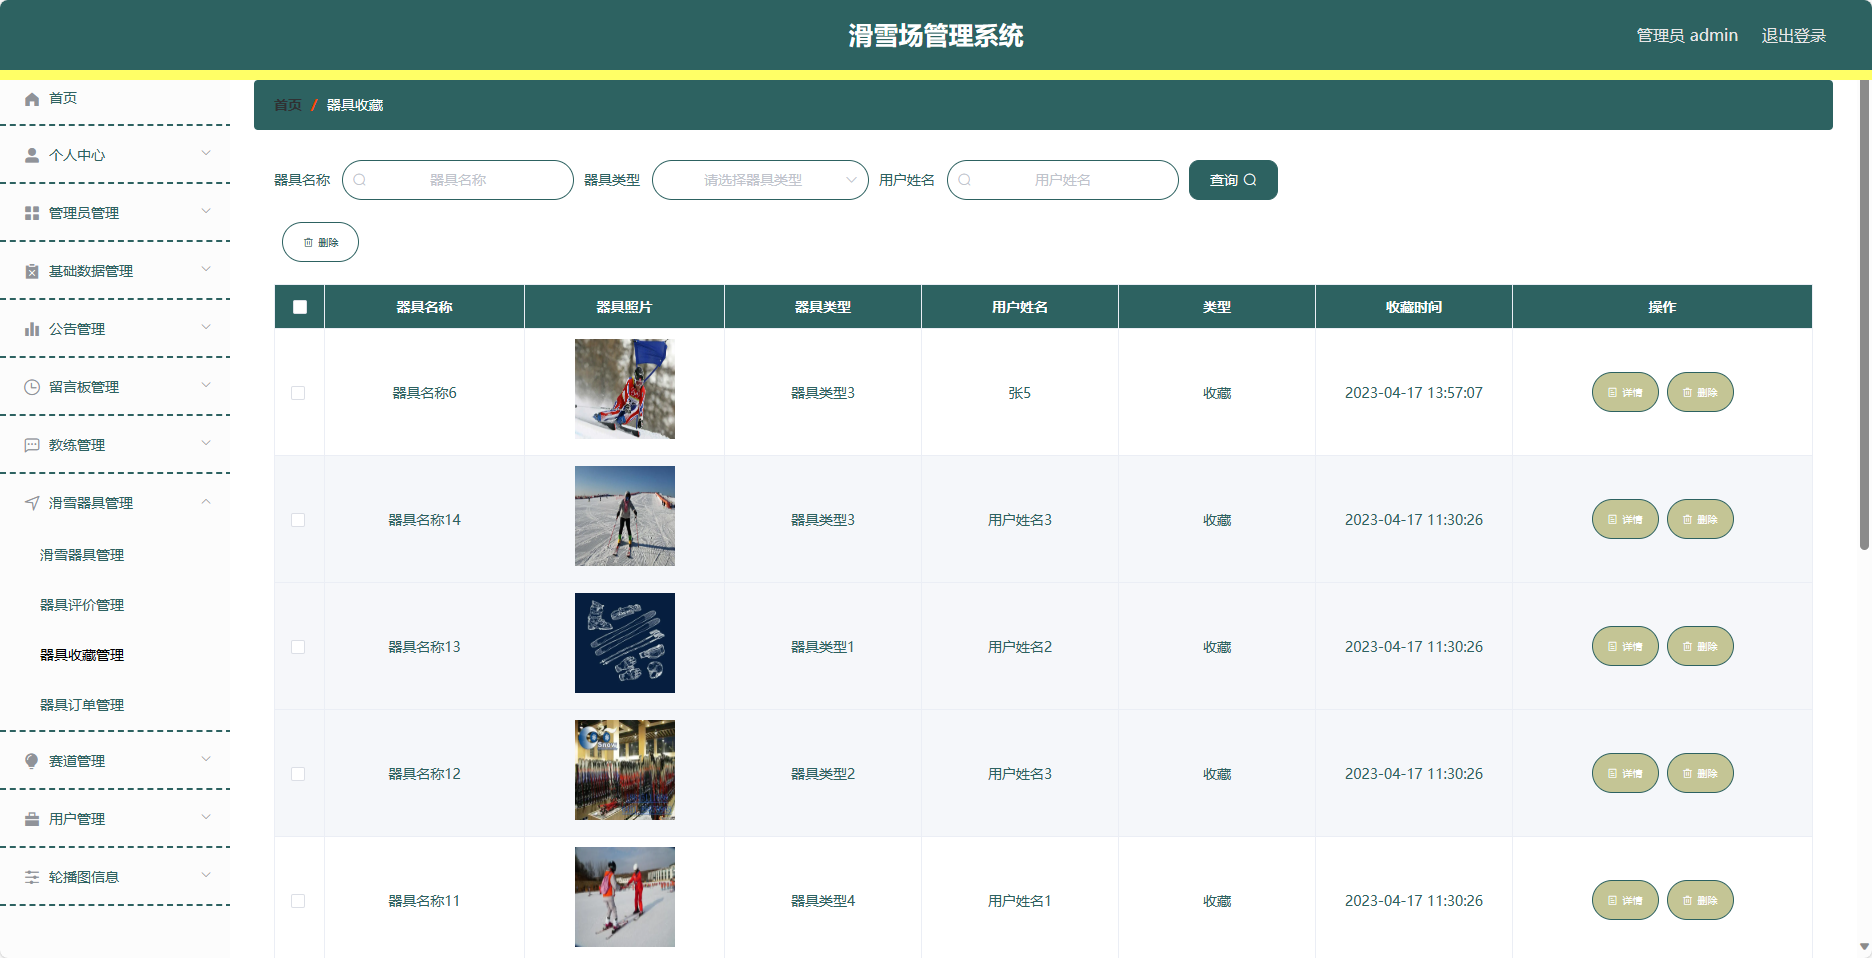 滑雪场管理系统
管理员 admin
退出登录
首页
个人中心
管理员管理
基础数据管理
公告管理
留言板管理
教练管理
滑雪器具管理
滑雪器具管理
器具评价管理
器具收藏管理
器具订单管理
赛道管理
用户管理
轮播图信息
首页 / 器具收藏
器具名称 器具名称 器具类型 请选择器具类型 用户姓名 用户姓名 查询
删除
器具名称 器具照片 器具类型 用户姓名 类型 收藏时间 操作
器具名称6 器具类型3 张5 收藏 2023-04-17 13:57:07 详情 删除
器具名称14 器具类型3 用户姓名3 收藏 2023-04-17 11:30:26 详情 删除
器具名称13 器具类型1 用户姓名2 收藏 2023-04-17 11:30:26 详情 删除
器具名称12 器具类型2 用户姓名3 收藏 2023-04-17 11:30:26 详情 删除
器具名称11 器具类型4 用户姓名1 收藏 2023-04-17 11:30:26 详情 删除